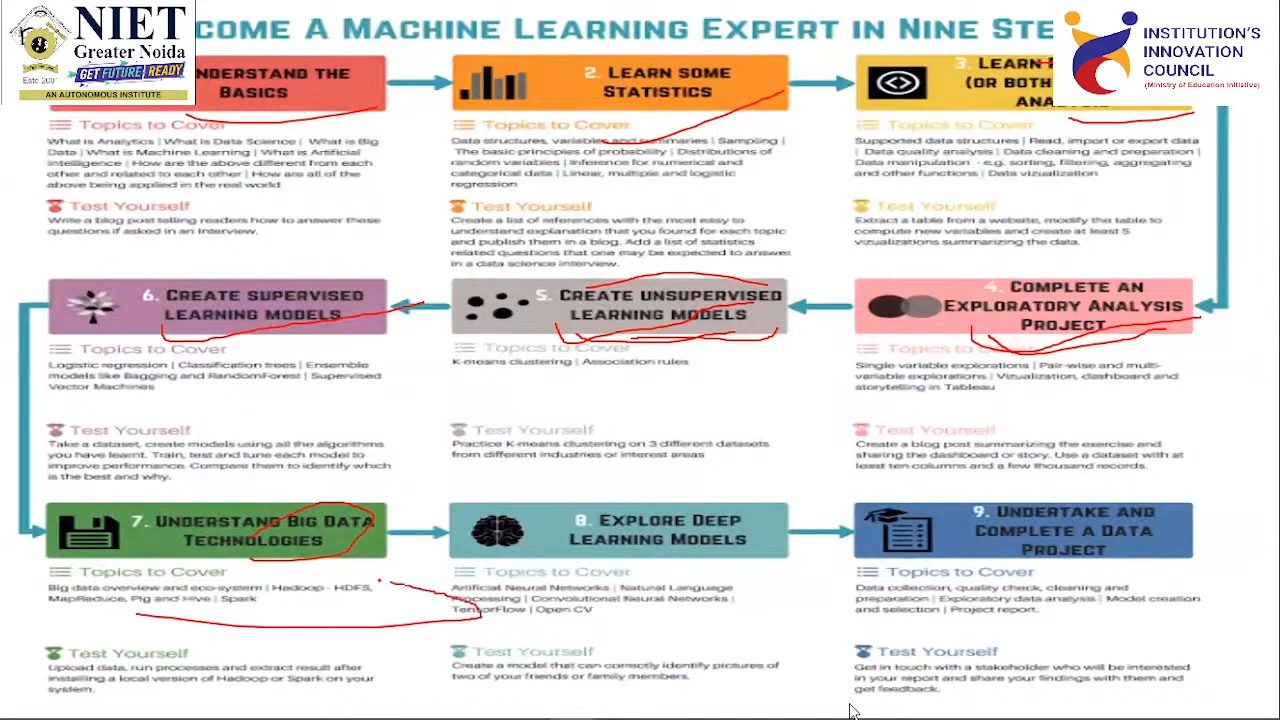 NIET
Greater Noida
GET FUTURE READY
Estd 200
AN AUTONOMOUS INSTITUTE.
COME A MACHINE LEARNING EXPERT IN NINE STE
INSTITUTION'S
INNOVATION
COUNCIL
(Ministry of Education Initiative)
NDERSTAND THE
BASICS
Topics to Cover
What is Analytics | What is Data Science | What is Big
Data | What is Machine Learning | What is Artificial
Intelligence | How are the above different from each
other and related to each other | How are all of the
above being applied in the real world
Test Yourself
Write a blog post telling readers how to answer these
questions if asked in an interview.
2. LEARN SOME
STATISTICS
Topics to Cover
Data structures, variables and summaries | Sampling |
The basic principles of probability | Distributions of
random variables | Inference for numerical and
categorical data | Linear, multiple and logistic
regression
Test Yourself
Create a list of references with the most easy to
understand explanation that you found for each topic
and publish them in a blog. Add a list of statistics
related questions that one may be expected to answer
in a data science interview.
3. LEARN
(OR BOTH
ANALYSIS
Topics to Cover
Supported data structures | Read, import or export data
| Data quality analysis | Data cleaning and preparation |
Data manipulation - e.g. sorting, filtering, aggregating
and other functions | Data vizualization
Test Yourself
Extract a table from a website, modify the table to
compute new variables and create at least 5
vizualizations summarizing the data.
4. COMPLETE AN
EXPLORATORY ANALYSIS
PROJECT
Topics to Cover
Single variable explorations | Pair-wise and multi-
variable explorations | Vizualization, dashboard and
storytelling in Tableau
Test Yourself
Create a blog post summarizing the exercise and
sharing the dashboard or story. Use a dataset with at
least ten columns and a few thousand records.
5. CREATE UNSUPERVISED
LEARNING MODELS
Topics to Cover
K-means clustering | Association rules
Test Yourself
Practice K-means clustering on 3 different datasets
from different industries or interest areas
6. CREATE SUPERVISED
LEARNING MODELS
Topics to Cover
Logistic regression | Classification trees | Ensemble
models like Bagging and RandomForest | Supervised
Vector Machines
Test Yourself
Take a dataset, create models using all the algorithms
you have learnt. Train, test and tune each model to
improve performance. Compare them to identify which
is the best and why.
7. UNDERSTAND BIG DATA
TECHNOLOGIES
Topics to Cover
Big data overview and eco-system | Hadoop - HDFS,
MapReduce, Pig and Hive | Spark
Test Yourself
Upload data, run processes and extract result after
installing a local version of Hadoop or Spark on your
system.
8. EXPLORE DEEP
LEARNING MODELS
Topics to Cover
Artificial Neural Networks | Natural Language
Processing | Convolutional Neural Networks |
TensorFlow | Open CV
Test Yourself
Create a model that can correctly identify pictures of
two of your friends or family members.
9. UNDERTAKE AND
COMPLETE A DATA
PROJECT
Topics to Cover
Data collection, quality check, cleaning and
preparation | Exploratory data analysis | Model creation
and selection | Project report.
Test Yourself
Get in touch with a stakeholder who will be interested
in your report and share your findings with them and
get feedback.